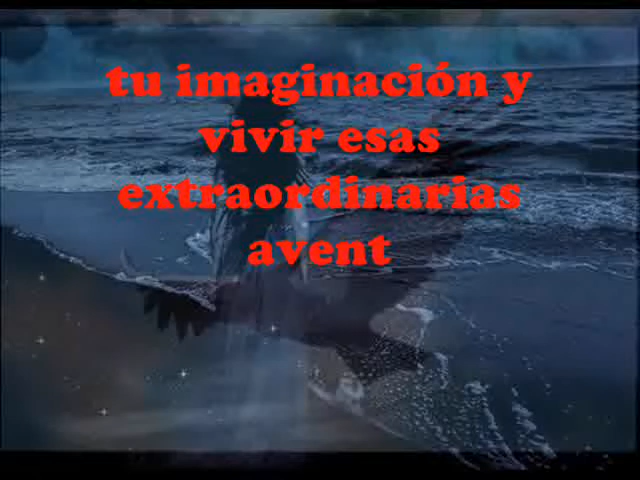 tu imaginación y
vivir esas
extraordinarias
avent